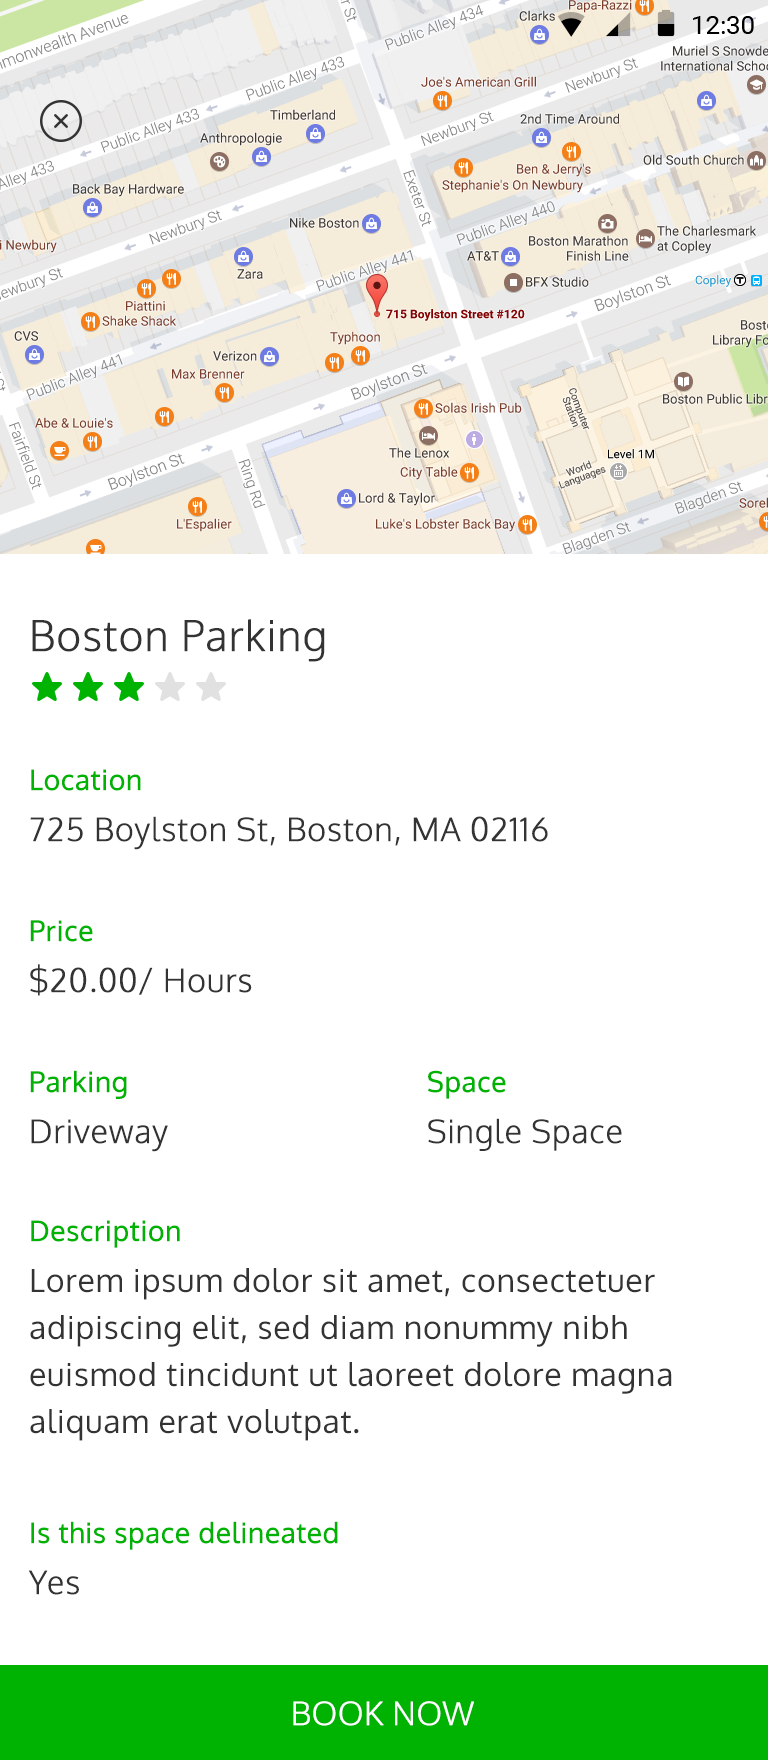 Papa-Razzi
Clarks
12:30
mmonwealth Avenue
Public Alley 434
Muriel S Snowde
International Schoo
Public Alley 433
Newbury St
Joe's American Grill
Public Alley 433
Timberland
2nd Time Around
Anthropologie
Newbury St
Old South Church
Alley 433
Ben & Jerry's
Stephanie's On Newbury
Back Bay Hardware
Exeter St
Public Alley 440
Nike Boston
Newbury St
The Charlesmark
at Copley
Boston Marathon
Finish Line
i Newbury
AT&T
Zara
Public Alley 441
BFX Studio
Copley
T
ewbury St
Boylston St
Piattini
Shake Shack
715 Boylston Street #120
CVS
Typhoon
Bost
Library Fo
Verizon
Public Alley 441
Max Brenner
Boylston St
Boston Public Libr
Computer
Station
Solas Irish Pub
Abe & Louie's
Fairfield St
The Lenox
Level 1M
Boylston St
Ring Rd
City Table
World
Languages
Lord & Taylor
Blagden St
Sorel
L'Espalier
Luke's Lobster Back Bay
Blagden St
Boston Parking
Location
725 Boylston St, Boston, MA 02116
Price
$20.00/ Hours
Parking
Space
Driveway
Single Space
Description
Lorem ipsum dolor sit amet, consectetuer
adipiscing elit, sed diam nonummy nibh
euismod tincidunt ut laoreet dolore magna
aliquam erat volutpat.
Is this space delineated
Yes
BOOK NOW